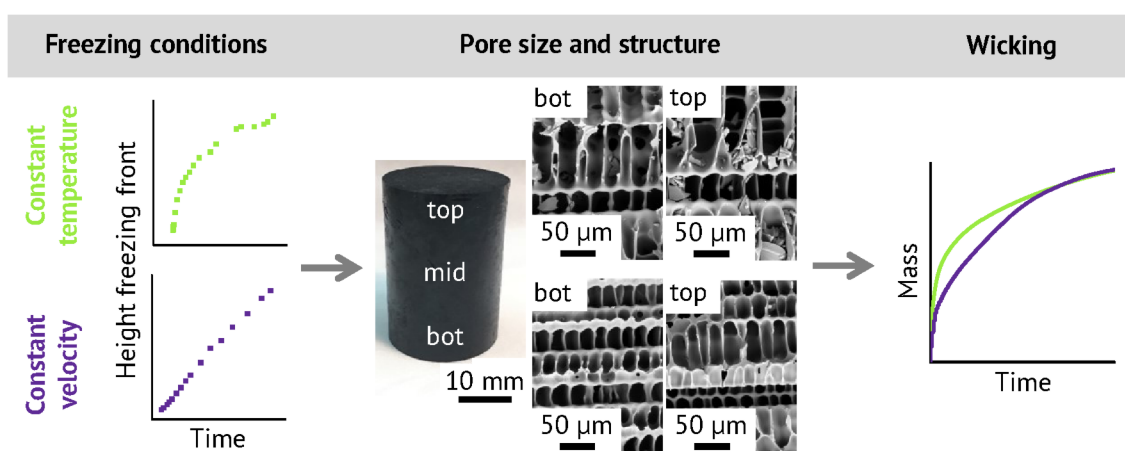 Freezing conditions
Pore size and structure
Wicking
Constant
temperature
Constant
velocity
Height freezing front
Time
top
mid
bot
10 mm
bot
top
50 µm
50 µm
bot
top
50 µm
50 µm
Mass
Time